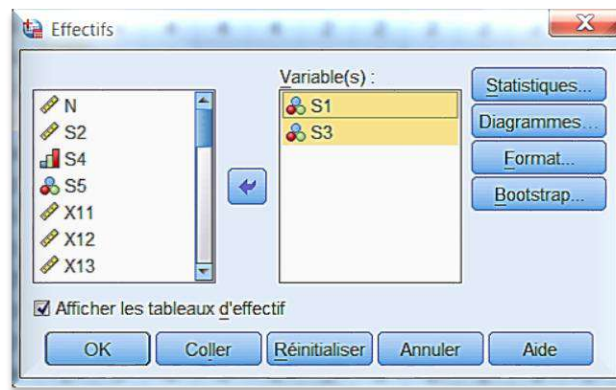 Effectifs
Variable(s) :
N
S2
S4
S5
X11
X12
X13
S1
S3
Statistiques...
Diagrammes...
Format...
Bootstrap...
Afficher les tableaux d'effectif
OK Coller Réinitialiser Annuler Aide